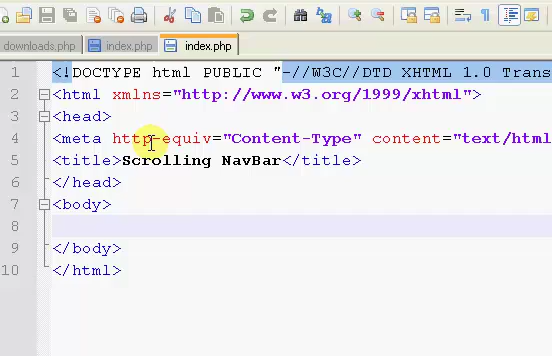 downloads.php index.php index.php
1 <!DOCTYPE html PUBLIC "-//W3C//DTD XHTML 1.0 Trans
2 <html xmlns="http://www.w3.org/1999/xhtml">
3 <head>
4 <meta http-equiv="Content-Type" content="text/html
5 <title>Scrolling NavBar</title>
6 </head>
7 <body>
8
9 </body>
10 </html>